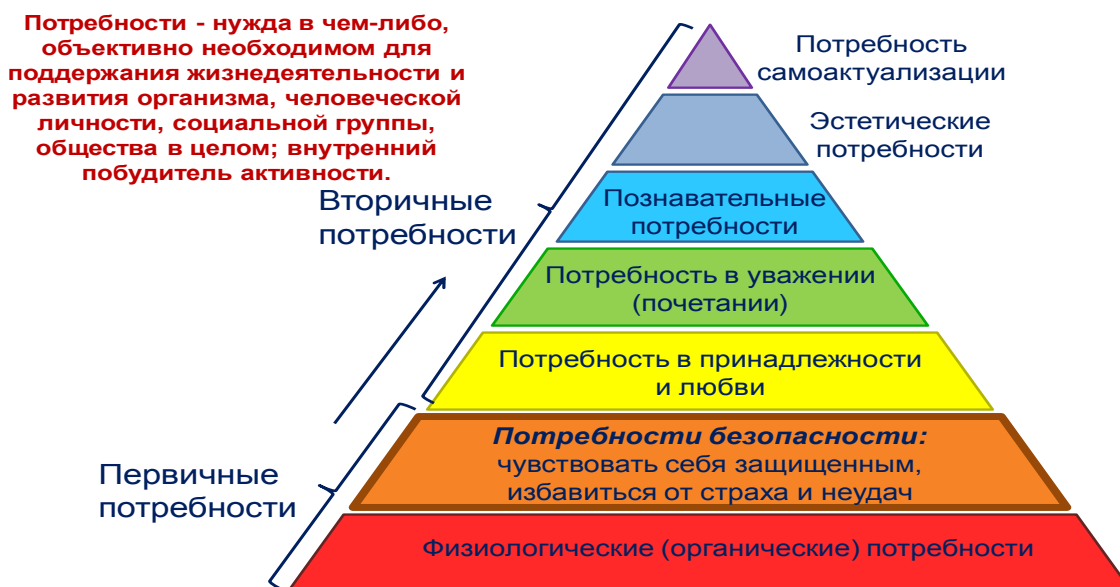 Потребности - нужда в чем-либо,
объективно необходимом для
поддержания жизнедеятельности и
развития организма, человеческой
личности, социальной группы,
общества в целом; внутренний
побудитель активности.
Потребность
самоактуализации
Эстетические
потребности
Вторичные
потребности
Познавательные
потребности
Потребность в уважении
(почетании)
Потребность в принадлежности
и любви
Первичные
потребности
Потребности безопасности:
чувствовать себя защищенным,
избавиться от страха и неудач
Физиологические (органические) потребности